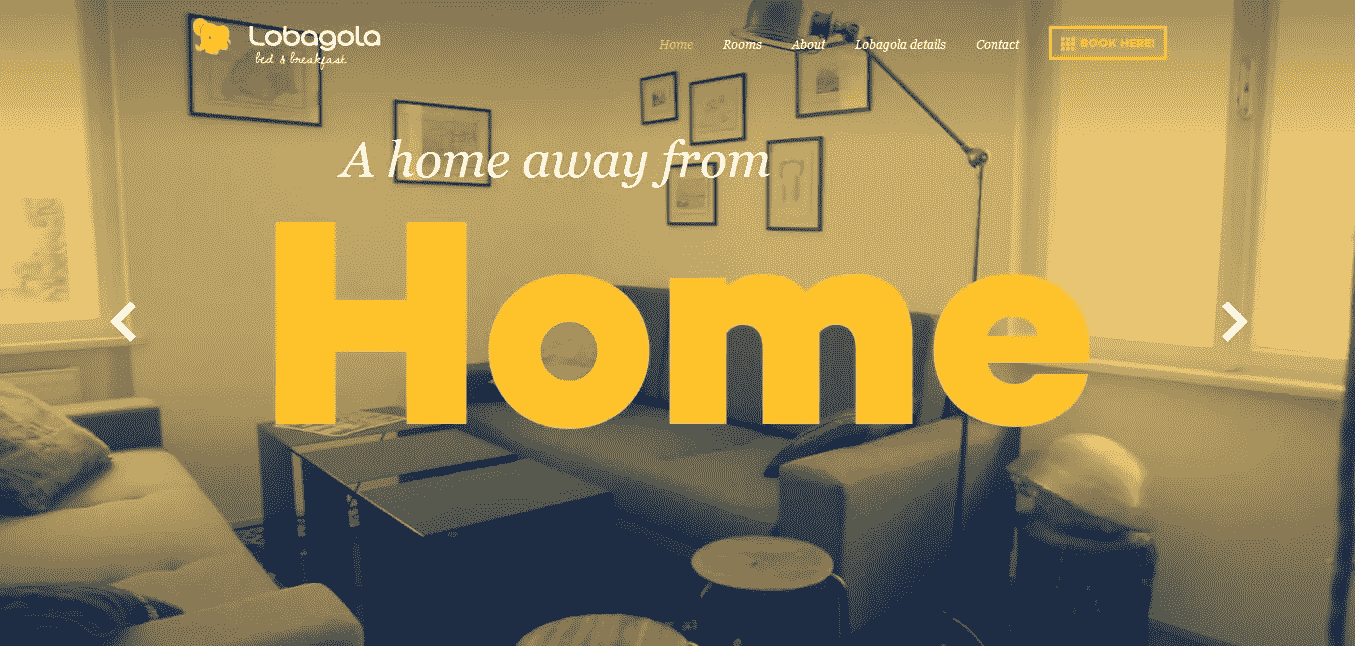 Lobagola
bed & breakfast
Home
Rooms
About
Lobagola details
Contact
BOOK HERE!
A home away from
Home